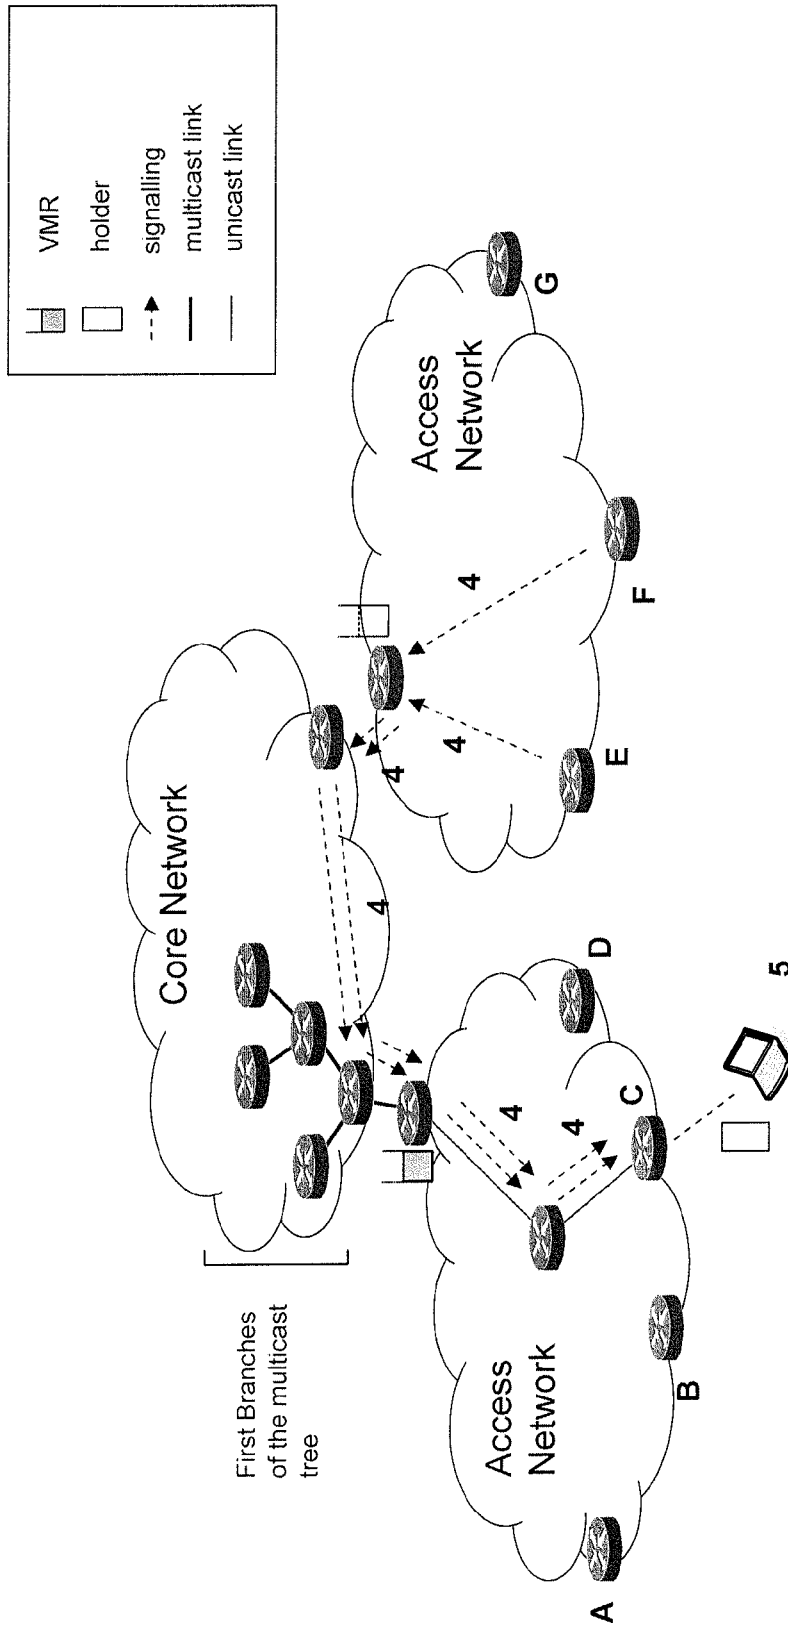 VMR
holder
signalling
multicast link
unicast link
Core Network
First Branches
of the multicast
tree
4
4
4
4
4
4
Access
Network
Access
Network
A
B
C
D
E
F
G
5